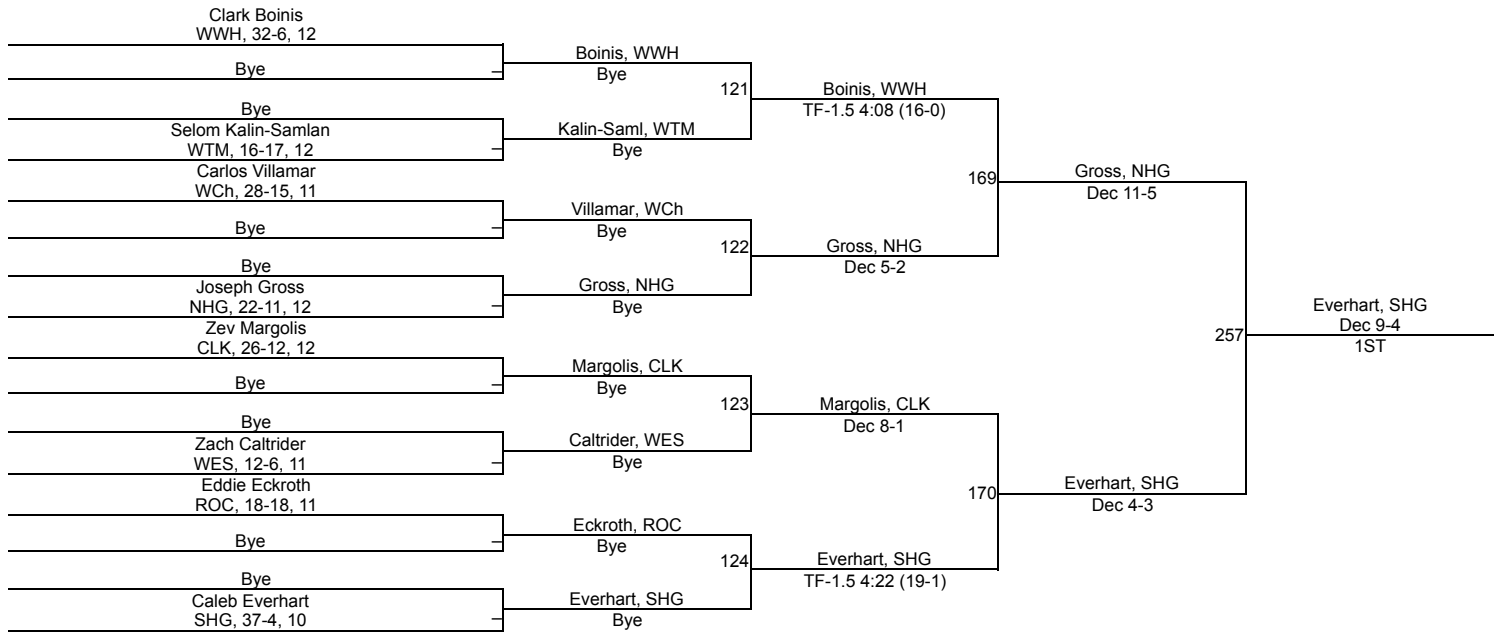 Clark Boinis
WWH, 32-6, 12
Bye
Bye
Selom Kalin-Samlan
WTM, 16-17, 12
Carlos Villamar
WCh, 28-15, 11
Bye
Bye
Joseph Gross
NHG, 22-11, 12
Zev Margolis
CLK, 26-12, 12
Bye
Bye
Zach Caltrider
WES, 12-6, 11
Eddie Eckroth
ROC, 18-18, 11
Bye
Bye
Caleb Everhart
SHG, 37-4, 10
Boinis, WWH
Bye
121
Kalin-Saml, WTM
Bye
Villamar, WCh
Bye
122
Gross, NHG
Bye
Margolis, CLK
Bye
123
Caltrider, WES
Bye
Eckroth, ROC
Bye
124
Everhart, SHG
Bye
Boinis, WWH
TF-1.5 4:08 (16-0)
169
Gross, NHG
Dec 5-2
Margolis, CLK
Dec 8-1
170
Everhart, SHG
TF-1.5 4:22 (19-1)
Gross, NHG
Dec 11-5
257
Everhart, SHG
Dec 4-3
Everhart, SHG
Dec 9-4
1ST